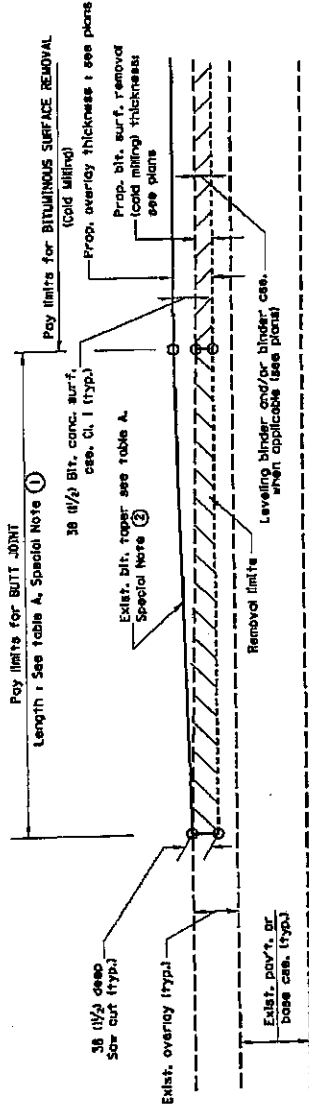 Pay limits for BUTT JOINT
Length : See table A, Special Note ①
Pay limits for BITUMINOUS SURFACE REMOVAL
(Cold Milling)
38 (1½) Bit. conc. surf.
cse. Cl. I (typ.)
Prop. overlay thickness : see plans
Exist. bit. taper see table A.
Special Note ②
Prop. bit. surf. removal
(cold milling) thickness:
see plans
38 (1½) deep
Saw cut (typ.)
Exist. overlay (typ.)
Removal limits
Leveling binder and/or binder cse.
when applicable (see plans)
Exist. pav't. or
base cse. (typ.)